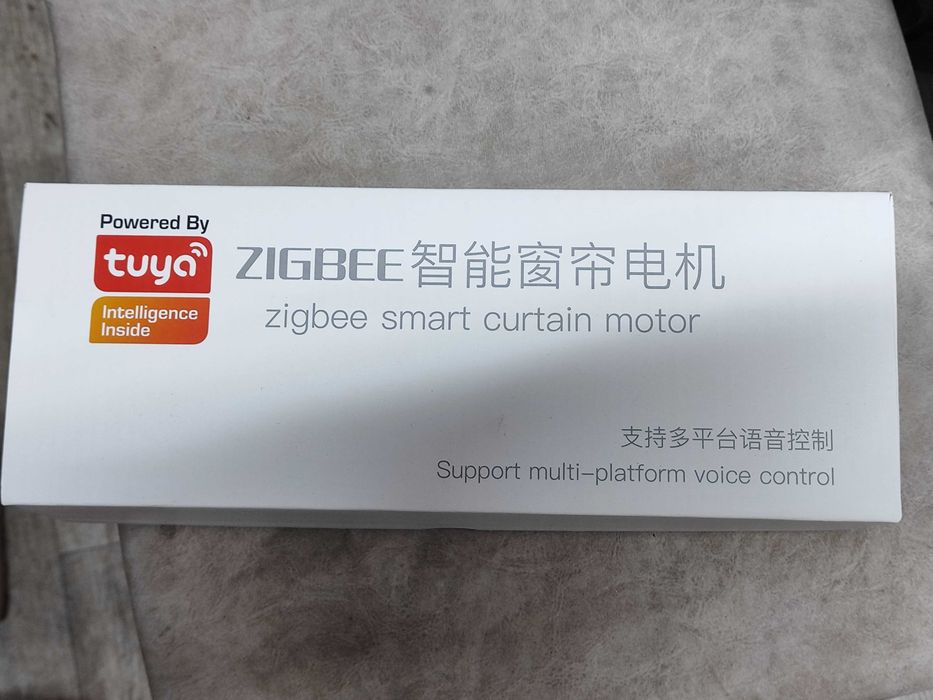 Powered By
tuya
Intelligence
Inside
ZIGBEE智能窗帘电机
zigbee smart curtain motor
支持多平台语音控制
Support multi-platform voice control